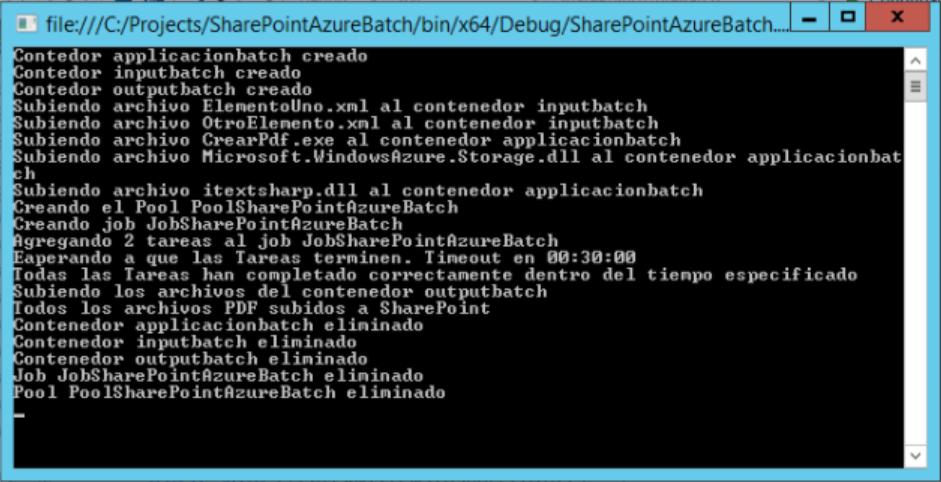 file:///C:/Projects/SharePointAzureBatch/bin/x64/Debug/SharePointAzureBatch....
Contedor applicacionbatch creado
Contedor inputbatch creado
Contedor outputbatch creado
Subiendo archivo ElementoUno.xml al contenedor inputbatch
Subiendo archivo OtroElemento.xml al contenedor inputbatch
Subiendo archivo CrearPdf.exe al contenedor applicacionbatch
Subiendo archivo Microsoft.WindowsAzure.Storage.dll al contenedor applicacionbat
ch
Subiendo archivo itextsharp.dll al contenedor applicacionbatch
Creando el Pool PoolSharePointAzureBatch
Creando job JobSharePointAzureBatch
Agregando 2 tareas al job JobSharePointAzureBatch
Eaperando a que las Tareas terminen. Timeout en 00:30:00
Todas las Tareas han completado correctamente dentro del tiempo especificado
Subiendo los archivos del contenedor outputbatch
Todos los archivos PDF subidos a SharePoint
Contenedor applicacionbatch eliminado
Contenedor inputbatch eliminado
Contenedor outputbatch eliminado
Job JobSharePointAzureBatch eliminado
Pool PoolSharePointAzureBatch eliminado